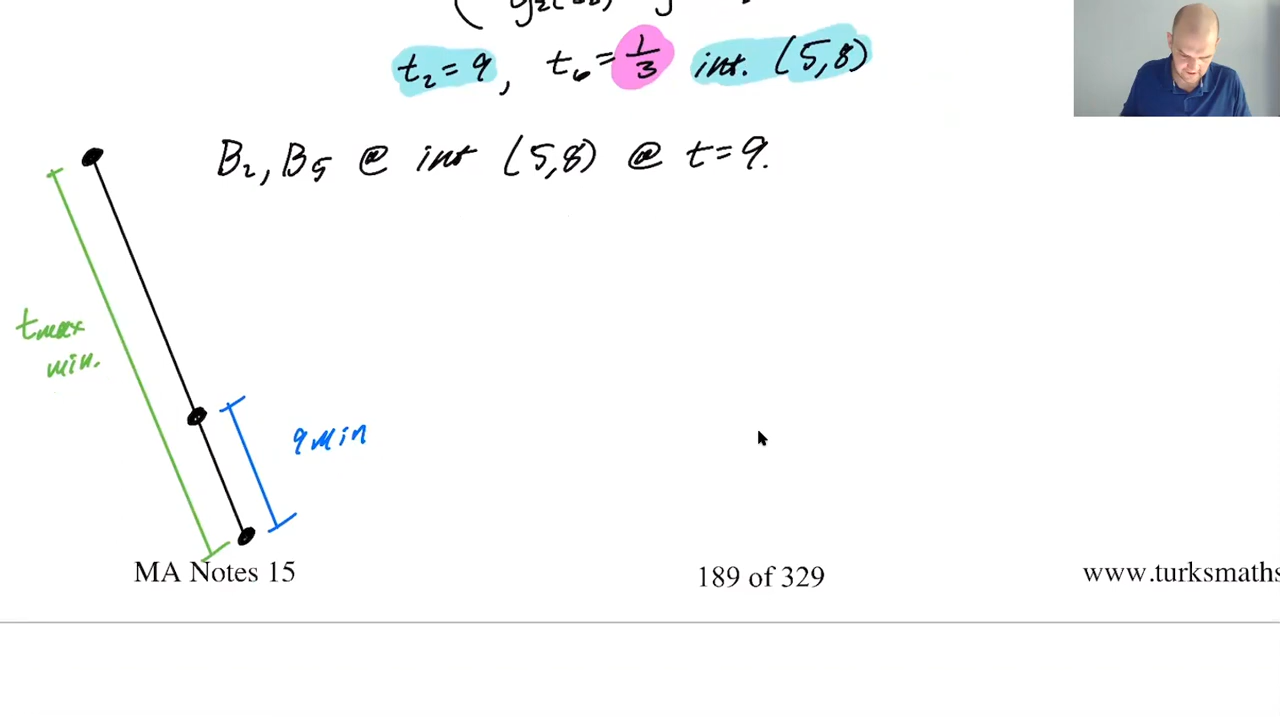 t₂ = 9, t₆ = 1/3 int. (5,8)
B₂, B₅ @ int (5,8) @ t=9.
tmax
min.
9 min
MA Notes 15 189 of 329 www.turksmaths